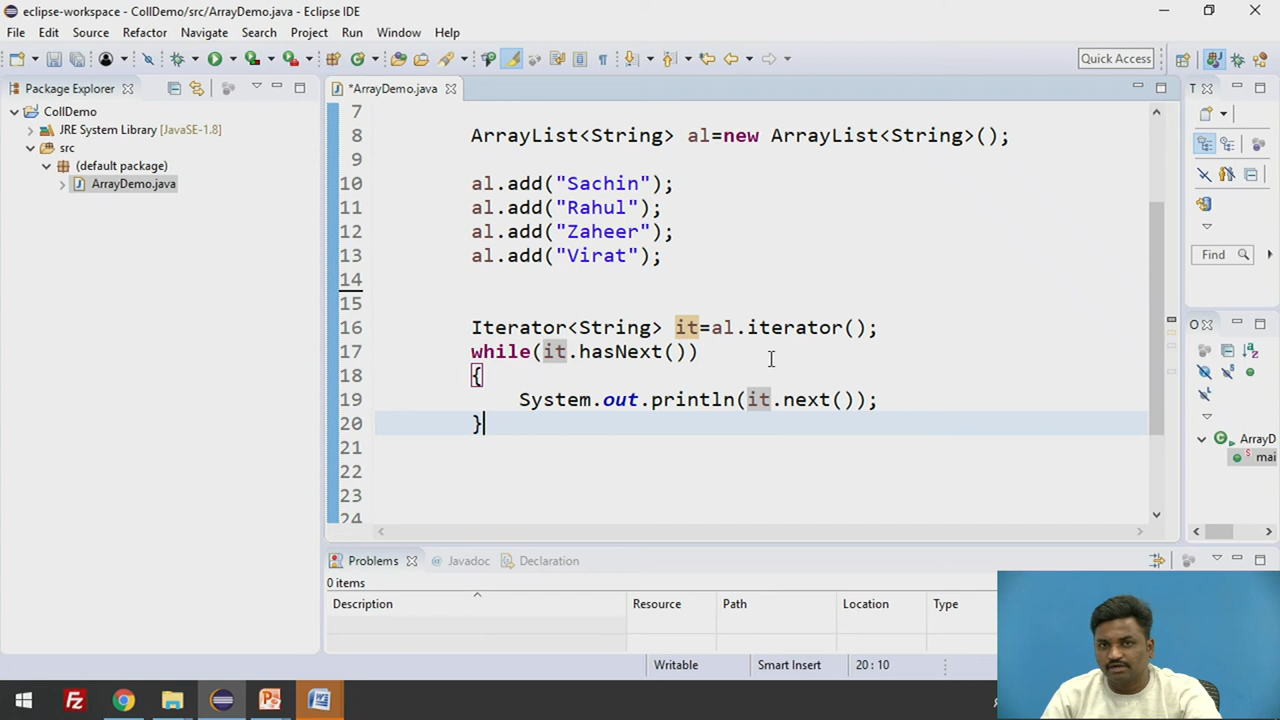 eclipse-workspace - CollDemo/src/ArrayDemo.java - Eclipse IDE
File Edit Source Refactor Navigate Search Project Run Window Help
Quick Access
Package Explorer
*ArrayDemo.java
T
CollDemo
JRE System Library [JavaSE-1.8]
src
(default package)
ArrayDemo.java
7
8 ArrayList<String> al=new ArrayList<String>();
9
10 al.add("Sachin");
11 al.add("Rahul");
12 al.add("Zaheer");
13 al.add("Virat");
14
15
16 Iterator<String> it=al.iterator();
17 while(it.hasNext())
18 {
19 System.out.println(it.next());
20 }
21
22
23
24
Find
O
ArrayD
mai
Problems @ Javadoc Declaration
0 items
Description Resource Path Location Type
Writable Smart Insert 20 : 10